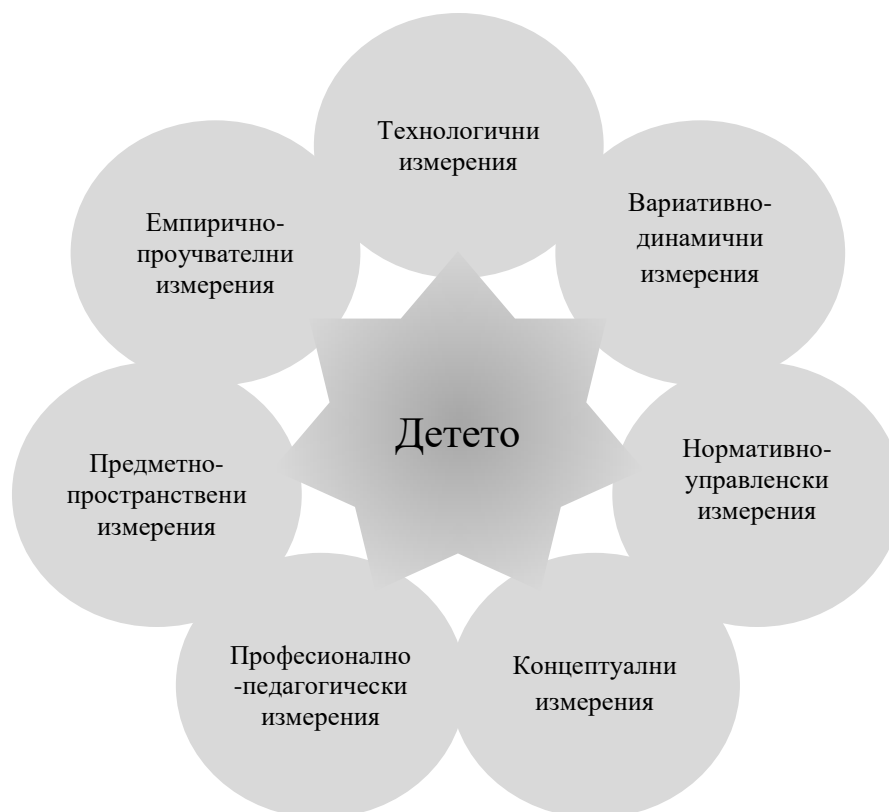 Технологични
измерения
Вариативно-
динамични
измерения
Емпирично-
проучвателни
измерения
Детето
Нормативно-
управленски
измерения
Предметно-
пространствени
измерения
Професионално
-педагогически
измерения
Концептуални
измерения